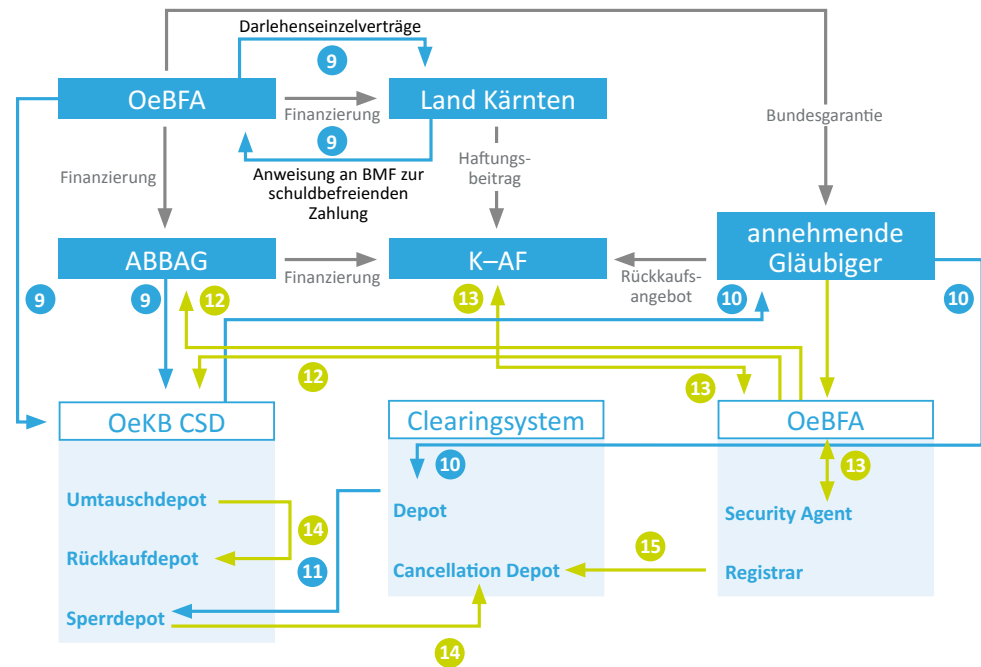 Darlehenseinzelverträge
9
OeBFA
Finanzierung
Land Kärnten
9
Bundesgarantie
Finanzierung
Anweisung an BMF zur
schuldbefreienden
Zahlung
Haftungs-
beitrag
ABBAG
Finanzierung
K–AF
Rückkaufs-
angebot
annehmende
Gläubiger
9
9
12
13
10
10
12
13
OeKB CSD
Clearingsystem
OeBFA
10
13
Umtauschdepot
14
Rückkaufdepot
11
Sperrdepot
Depot
Cancellation Depot
14
15
Security Agent
Registrar